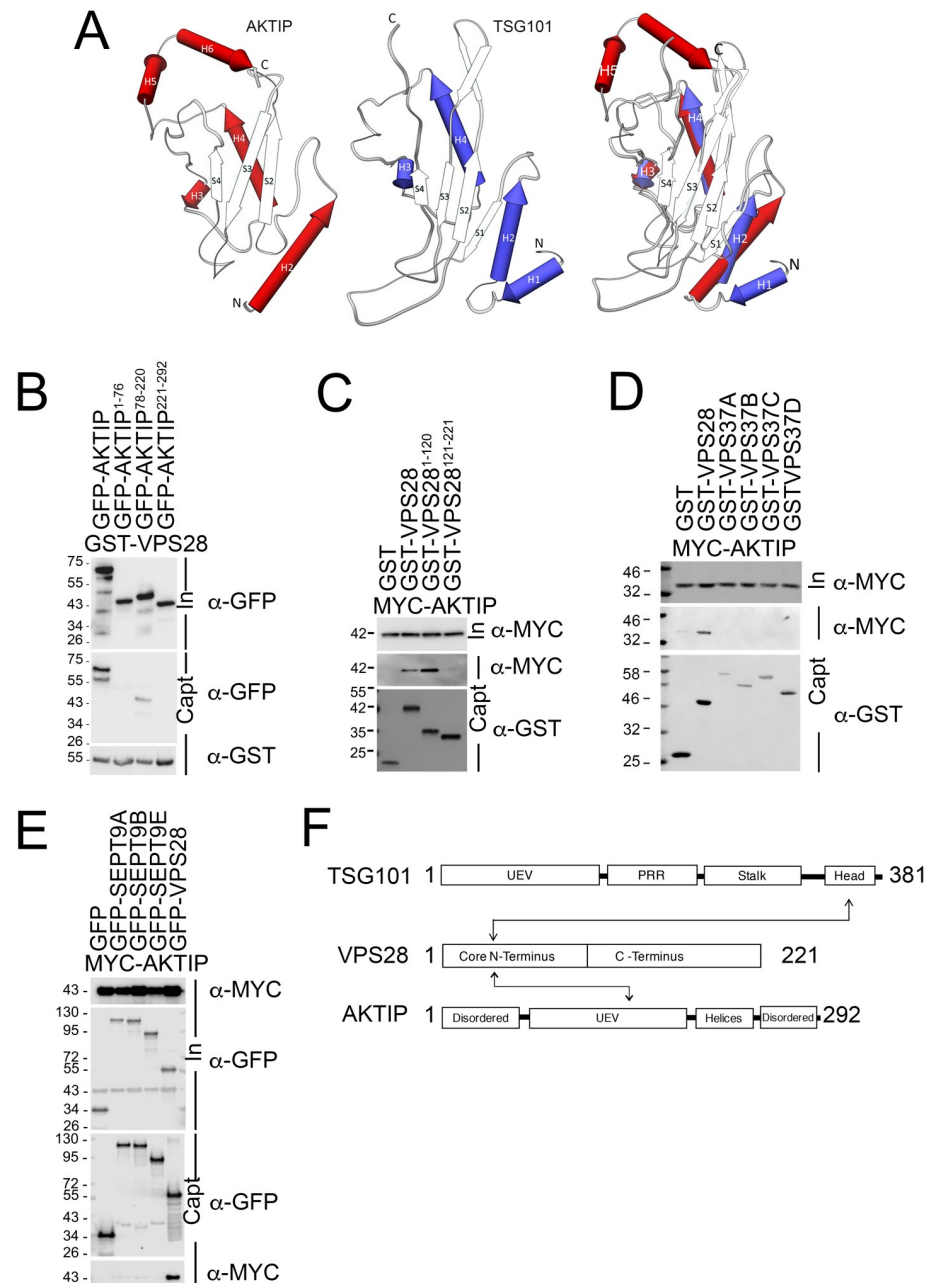 A
AKTIP
H6
C
H5
H4
S4
S3
S2
H3
H2
N
TSG101
C
H4
H3
S4
S3
S2
S1
N
H2
H1
C
H5
H4
H3
S4
S3
S2
S1
H2
N
H1
B
GFP-AKTIP
GFP-AKTIP1-76
GFP-AKTIP78-220
GFP-AKTIP221-292
GST-VPS28
75-
55-
43-
34-
26-
In
α-GFP
75-
55-
43-
34-
26-
Capt
α-GFP
55-
α-GST
C
GST
GST-VPS28
GST-VPS281-120
GST-VPS28121-221
MYC-AKTIP
42-
In
α-MYC
42-
α-MYC
55-
42-
35-
25-
Capt
α-GST
D
GST
GST-VPS28
GST-VPS37A
GST-VPS37B
GST-VPS37C
GSTVPS37D
MYC-AKTIP
46-
32-
In
α-MYC
46-
32-
α-MYC
58-
46-
32-
25-
Capt
α-GST
E
GFP
GFP-SEPT9A
GFP-SEPT9B
GFP-SEPT9E
GFP-VPS28
MYC-AKTIP
43-
α-MYC
130-
95-
72-
55-
43-
34-
26-
In
α-GFP
130-
95-
72-
55-
43-
34-
26-
Capt
α-GFP
43-
α-MYC
F
TSG101 1 UEV PRR Stalk Head 381
VPS28 1 Core N-Terminus C-Terminus 221
AKTIP 1 Disordered UEV Helices Disordered 292